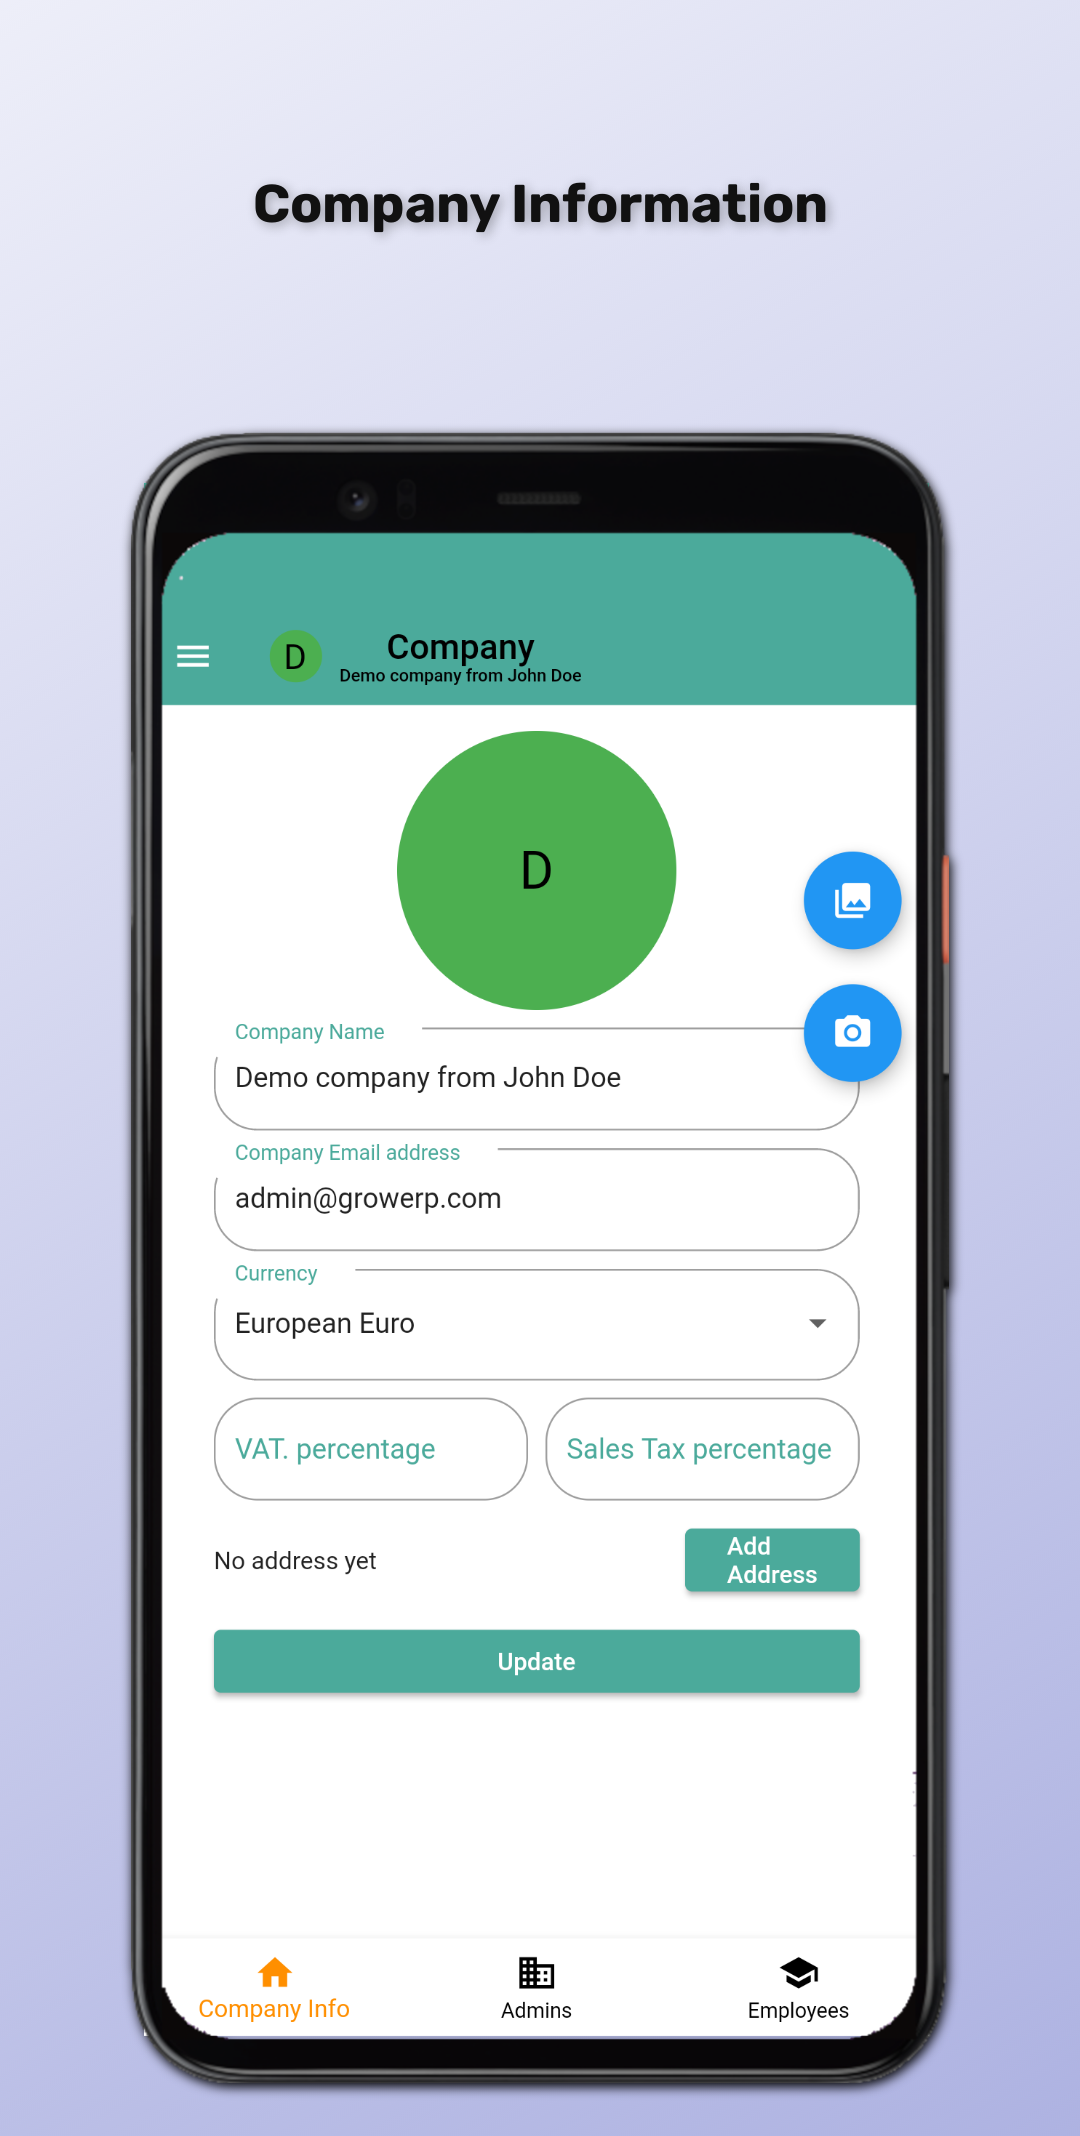 Company Information
D
Company
Demo company from John Doe
D
Company Name
Demo company from John Doe
Company Email address
admin@growerp.com
Currency
European Euro
VAT. percentage
Sales Tax percentage
No address yet
Add
Address
Update
Company Info
Admins
Employees